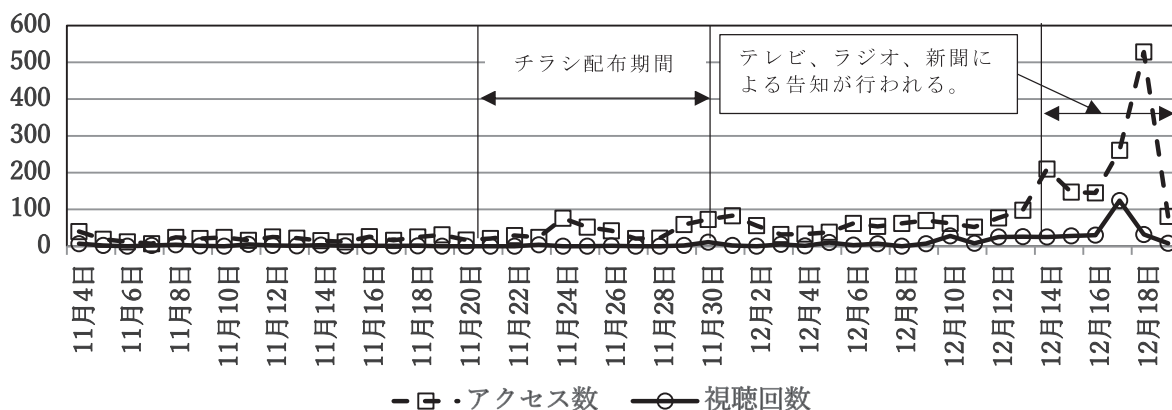 600
500
400
300
200
100
0
チラシ配布期間
テレビ、ラジオ、新聞に
よる告知が行われる。
11月4日
11月6日
11月8日
11月10日
11月12日
11月14日
11月16日
11月18日
11月20日
11月22日
11月24日
11月26日
11月28日
11月30日
12月2日
12月4日
12月6日
12月8日
12月10日
12月12日
12月14日
12月16日
12月18日
アクセス数
視聴回数